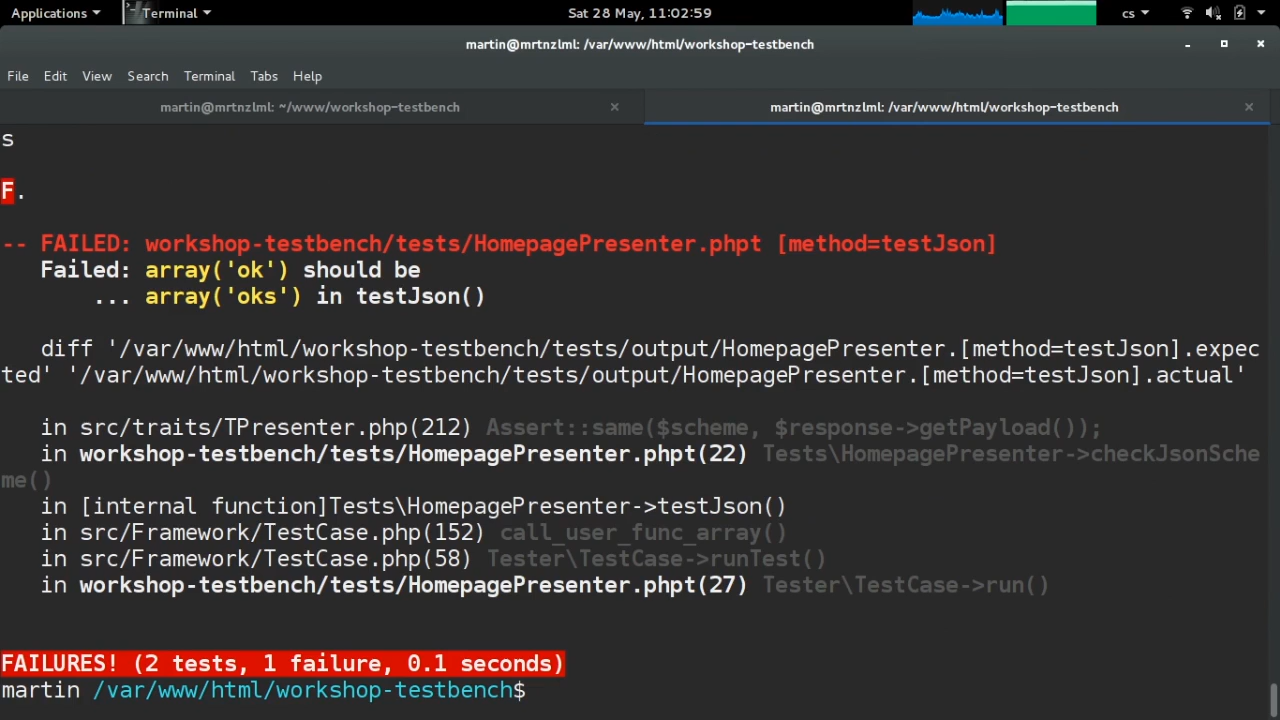 Applications Terminal Sat 28 May, 11:02:59 cs
martin@mrtnzlml: /var/www/html/workshop-testbench
File Edit View Search Terminal Tabs Help
martin@mrtnzlml: ~/www/workshop-testbench × martin@mrtnzlml: /var/www/html/workshop-testbench ×
s
F.
-- FAILED: workshop-testbench/tests/HomepagePresenter.phpt [method=testJson]
Failed: array('ok') should be
... array('oks') in testJson()
diff '/var/www/html/workshop-testbench/tests/output/HomepagePresenter.[method=testJson].expec
ted' '/var/www/html/workshop-testbench/tests/output/HomepagePresenter.[method=testJson].actual'
in src/traits/TPresenter.php(212) Assert::same($scheme, $response->getPayload());
in workshop-testbench/tests/HomepagePresenter.phpt(22) Tests\HomepagePresenter->checkJsonSche
me()
in [internal function]Tests\HomepagePresenter->testJson()
in src/Framework/TestCase.php(152) call_user_func_array()
in src/Framework/TestCase.php(58) Tester\TestCase->runTest()
in workshop-testbench/tests/HomepagePresenter.phpt(27) Tester\TestCase->run()
FAILURES! (2 tests, 1 failure, 0.1 seconds)
martin /var/www/html/workshop-testbench$